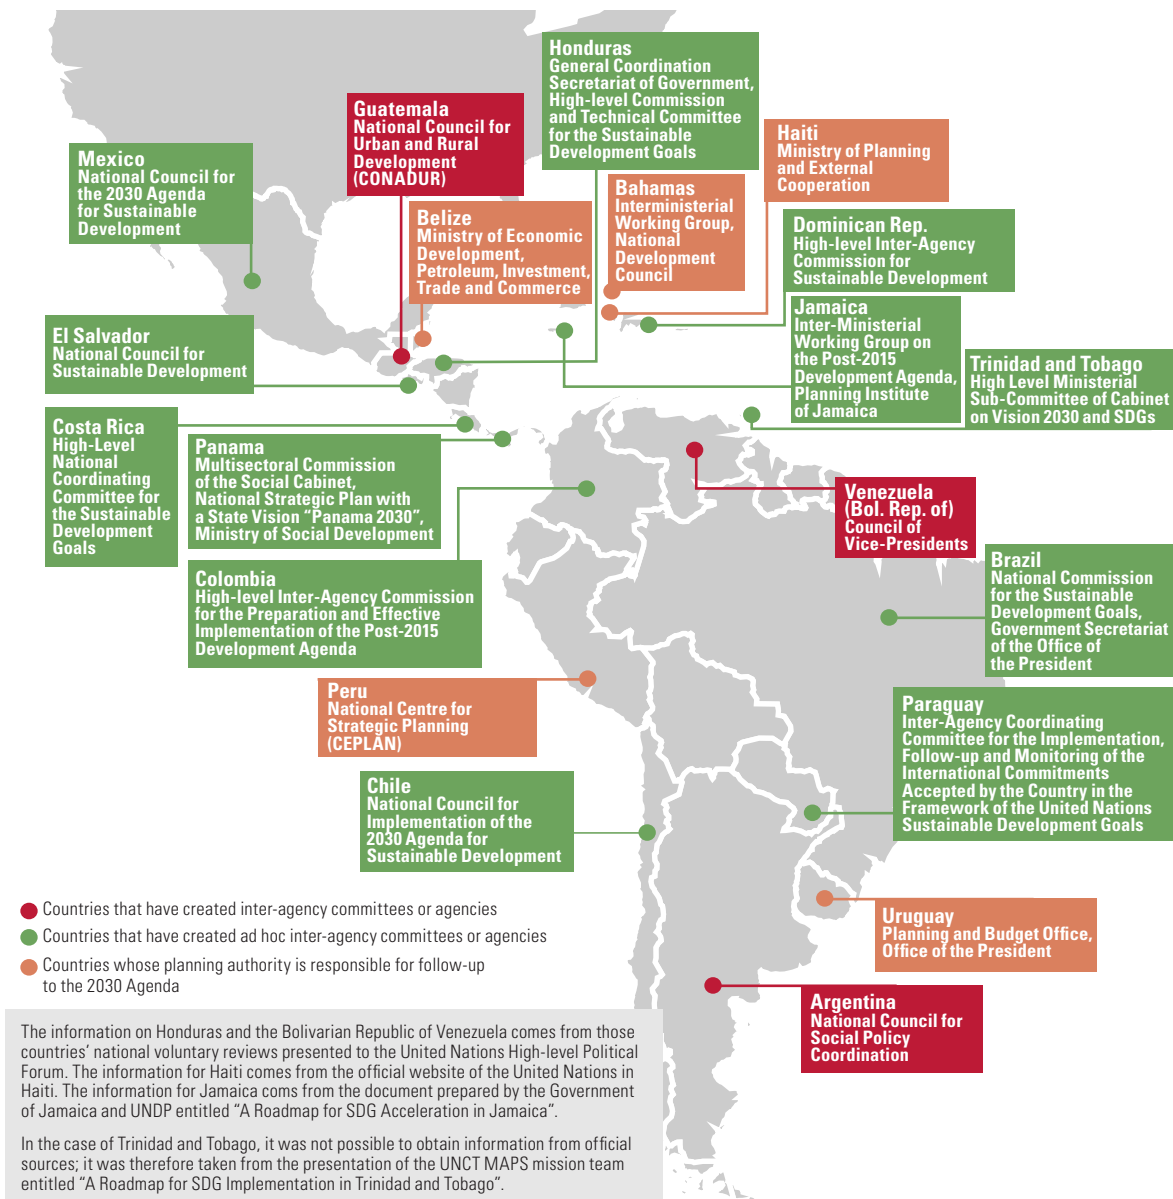 Honduras
General Coordination
Secretariat of Government,
High-level Commission
and Technical Committee
for the Sustainable
Development Goals
Guatemala
National Council for
Urban and Rural
Development
(CONADUR)
Haiti
Ministry of Planning
and External
Cooperation
Mexico
National Council for
the 2030 Agenda
for Sustainable
Development
Bahamas
Interministerial
Working Group,
National
Development
Council
Belize
Ministry of Economic
Development,
Petroleum, Investment,
Trade and Commerce
Dominican Rep.
High-level Inter-Agency
Commission for
Sustainable Development
Jamaica
Inter-Ministerial
Working Group on
the Post-2015
Development Agenda,
Planning Institute
of Jamaica
El Salvador
National Council for
Sustainable Development
Trinidad and Tobago
High Level Ministerial
Sub-Committee of Cabinet
on Vision 2030 and SDGs
Costa Rica
High-Level
National
Coordinating
Committee for
the Sustainable
Development
Goals
Panama
Multisectoral Commission
of the Social Cabinet,
National Strategic Plan with
a State Vision “Panama 2030”,
Ministry of Social Development
Venezuela
(Bol. Rep. of)
Council of
Vice-Presidents
Brazil
National Commission
for the Sustainable
Development Goals,
Government Secretariat
of the Office of
the President
Colombia
High-level Inter-Agency Commission
for the Preparation and Effective
Implementation of the Post-2015
Development Agenda
Peru
National Centre for
Strategic Planning
(CEPLAN)
Paraguay
Inter-Agency Coordinating
Committee for the Implementation,
Follow-up and Monitoring of the
International Commitments
Accepted by the Country in the
Framework of the United Nations
Sustainable Development Goals
Chile
National Council for
Implementation of the
2030 Agenda for
Sustainable Development
Countries that have created inter-agency committees or agencies
Countries that have created ad hoc inter-agency committees or agencies
Countries whose planning authority is responsible for follow-up
to the 2030 Agenda
Uruguay
Planning and Budget Office,
Office of the President
Argentina
National Council for
Social Policy
Coordination
The information on Honduras and the Bolivarian Republic of Venezuela comes from those
countries’ national voluntary reviews presented to the United Nations High-level Political
Forum. The information for Haiti comes from the official website of the United Nations in
Haiti. The information for Jamaica coms from the document prepared by the Government
of Jamaica and UNDP entitled “A Roadmap for SDG Acceleration in Jamaica”.
In the case of Trinidad and Tobago, it was not possible to obtain information from official
sources; it was therefore taken from the presentation of the UNCT MAPS mission team
entitled “A Roadmap for SDG Implementation in Trinidad and Tobago”.